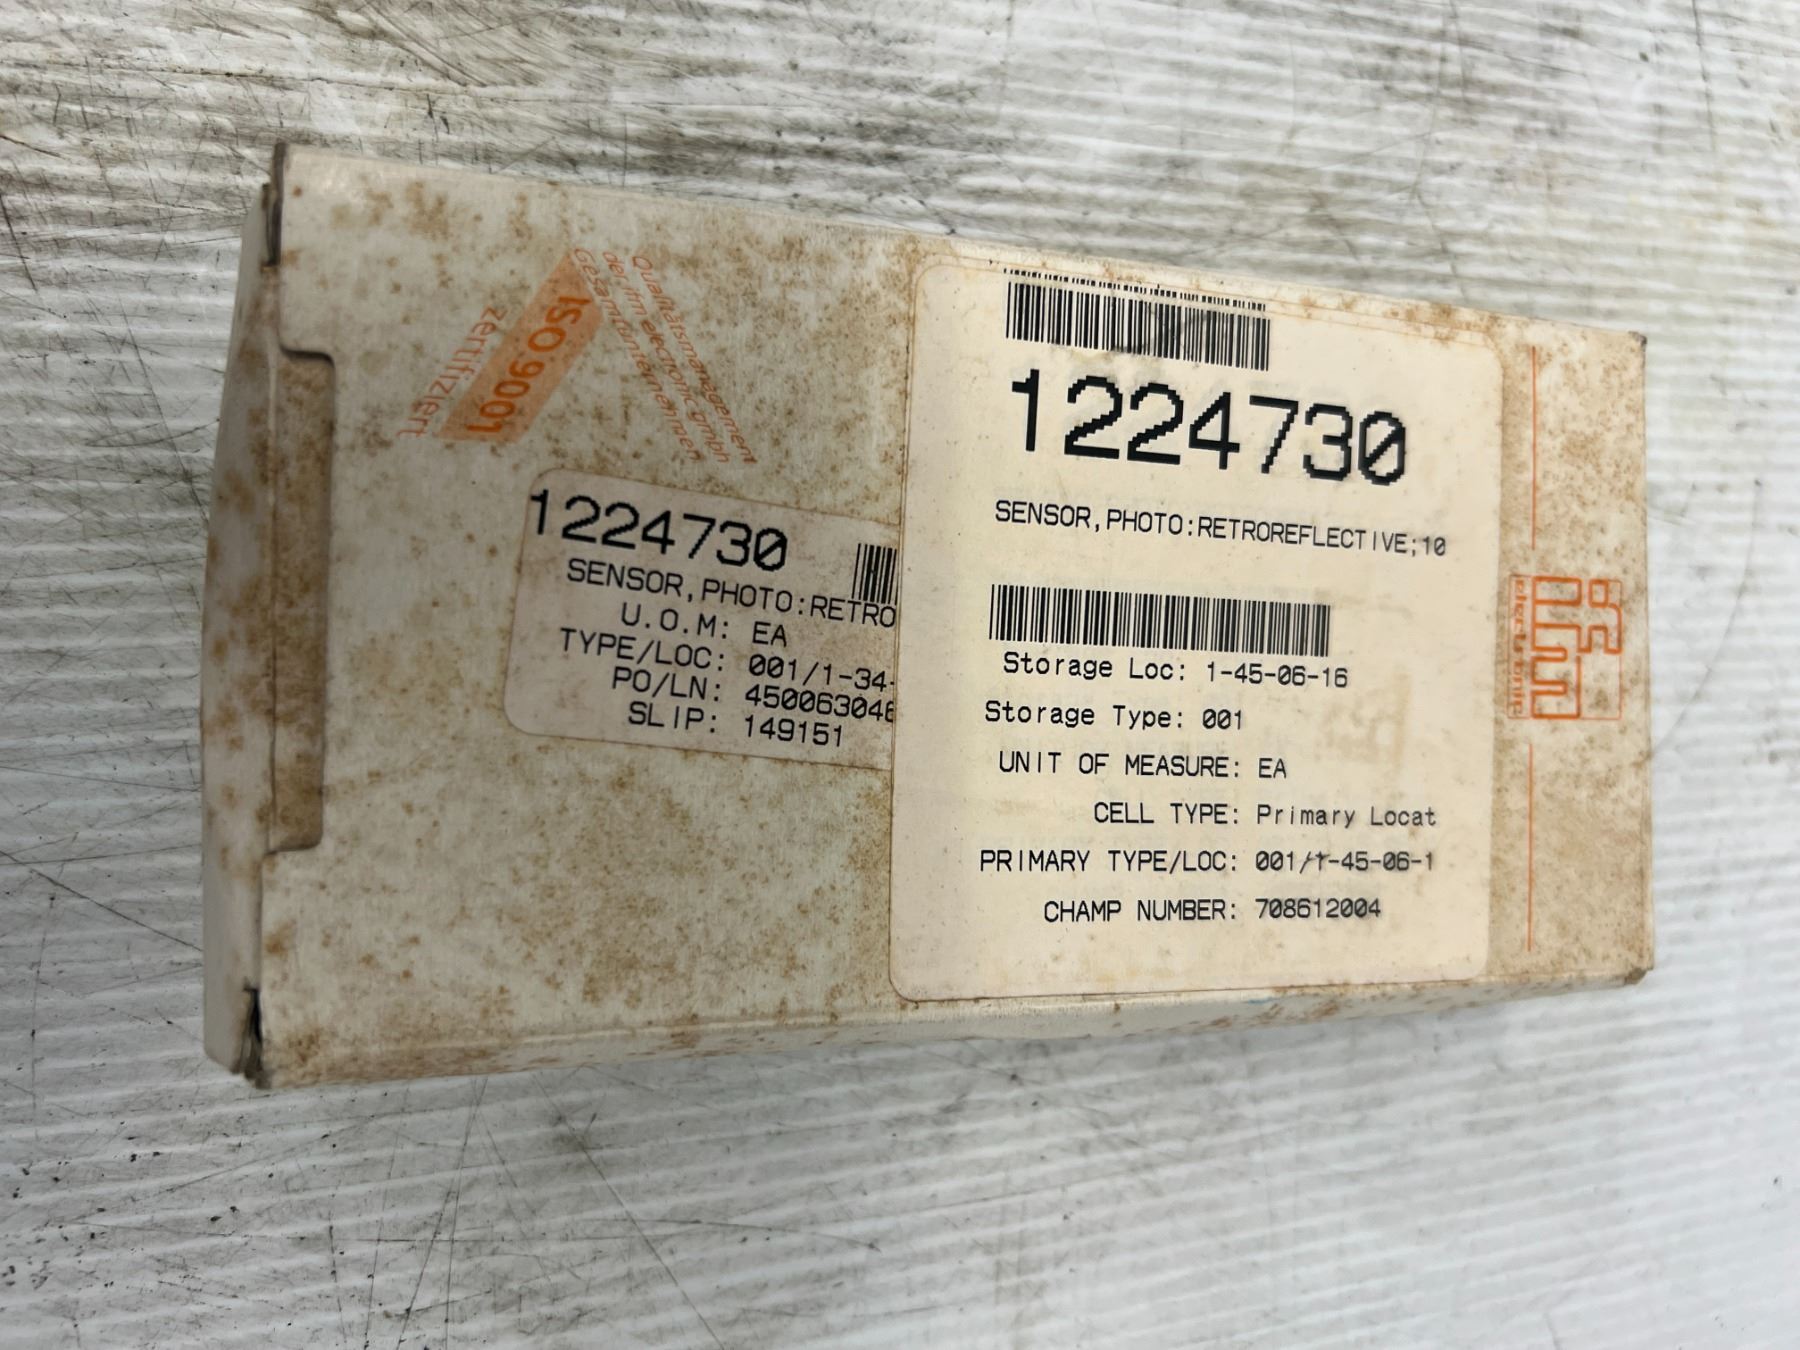 Qualitätsmanagement
der ifm electronic gmbh
Gesamtunternehmen
ISO 9001
zertifiziert
1224730
SENSOR,PHOTO:RETRO
U.O.M: EA
TYPE/LOC: 001/1-34-
PO/LN: 450063046
SLIP: 149151
1224730
SENSOR,PHOTO:RETROREFLECTIVE;10
Storage Loc: 1-45-06-16
Storage Type: 001
UNIT OF MEASURE: EA
CELL TYPE: Primary Locat
PRIMARY TYPE/LOC: 001/1-45-06-1
CHAMP NUMBER: 708612004
ifm
electronic